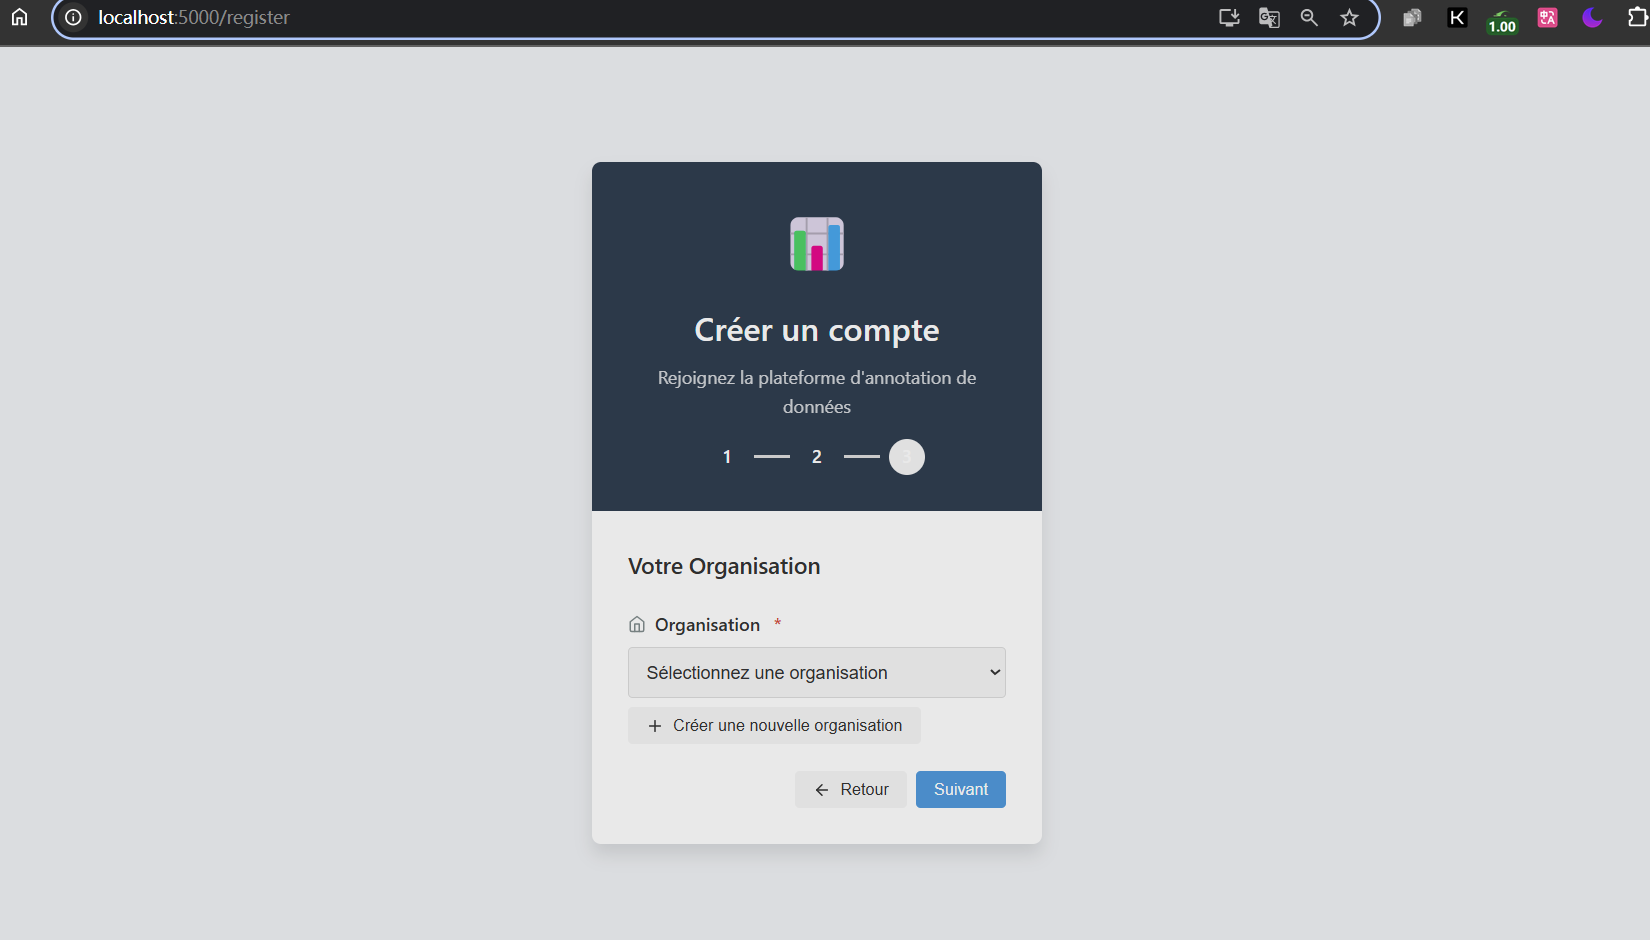 localhost:5000/register
1.00
Créer un compte
Rejoignez la plateforme d'annotation de
données
1 2 3
Votre Organisation
Organisation *
Sélectionnez une organisation
+ Créer une nouvelle organisation
← Retour Suivant